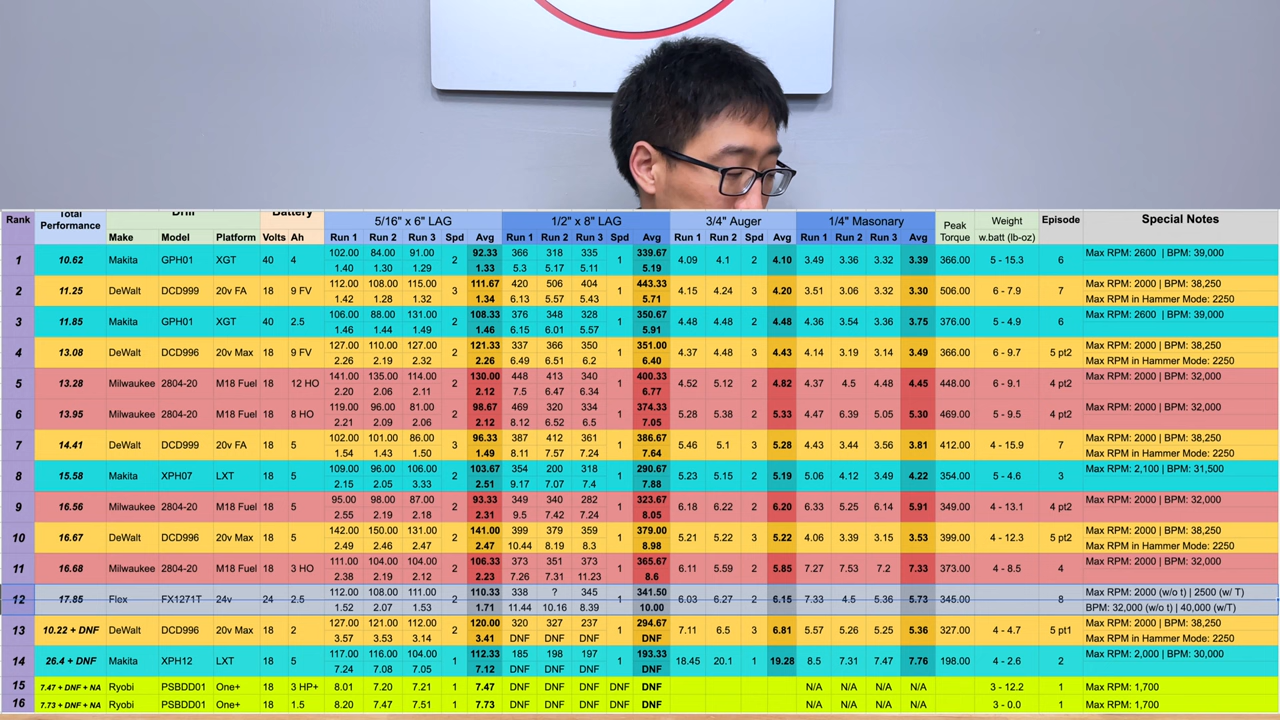 Total Drill Battery
Rank Performance 5/16" x 6" LAG 1/2" x 8" LAG 3/4" Auger 1/4" Masonary Peak Torque Weight Episode Special Notes
Make Model Platform Volts Ah Run 1 Run 2 Run 3 Spd Avg Run 1 Run 2 Run 3 Spd Avg Run 1 Run 2 Spd Avg Run 1 Run 2 Run 3 Avg w.batt (lb-oz)
102.00 84.00 91.00 92.33 366 318 335 339.67 Max RPM: 2600 | BPM: 39,000
1 10.62 Makita GPH01 XGT 40 4 2 1 4.09 4.1 2 4.10 3.49 3.36 3.32 3.39 366.00 5 - 15.3 6
1.40 1.30 1.29 1.33 5.3 5.17 5.11 5.19
112.00 108.00 115.00 111.67 420 506 404 443.33 Max RPM: 2000 | BPM: 38,250
2 11.25 DeWalt DCD999 20v FA 18 9 FV 3 1 4.15 4.24 3 4.20 3.51 3.06 3.32 3.30 506.00 6 - 7.9 7
1.42 1.28 1.32 1.34 6.13 5.57 5.43 5.71 Max RPM in Hammer Mode: 2250
106.00 88.00 131.00 108.33 376 348 328 350.67 Max RPM: 2600 | BPM: 39,000
3 11.85 Makita GPH01 XGT 40 2.5 2 1 4.48 4.48 2 4.48 4.36 3.54 3.36 3.75 376.00 5 - 4.9 6
1.46 1.44 1.49 1.46 6.15 6.01 5.57 5.91
127.00 110.00 127.00 121.33 337 366 350 351.00 Max RPM: 2000 | BPM: 38,250
4 13.08 DeWalt DCD996 20v Max 18 9 FV 2 1 4.37 4.48 3 4.43 4.14 3.19 3.14 3.49 366.00 6 - 9.7 5 pt2
2.26 2.19 2.32 2.26 6.49 6.51 6.2 6.40 Max RPM in Hammer Mode: 2250
141.00 135.00 114.00 130.00 448 413 340 400.33 Max RPM: 2000 | BPM: 32,000
5 13.28 Milwaukee 2804-20 M18 Fuel 18 12 HO 2 1 4.52 5.12 2 4.82 4.37 4.5 4.48 4.45 448.00 6 - 9.1 4 pt2
2.20 2.06 2.11 2.12 7.5 6.47 6.34 6.77
119.00 96.00 81.00 98.67 469 320 334 374.33 Max RPM: 2000 | BPM: 32,000
6 13.95 Milwaukee 2804-20 M18 Fuel 18 8 HO 2 1 5.28 5.38 2 5.33 4.47 6.39 5.05 5.30 469.00 5 - 9.5 4 pt2
2.21 2.09 2.06 2.12 8.12 6.52 6.5 7.05
102.00 101.00 86.00 96.33 387 412 361 386.67 Max RPM: 2000 | BPM: 38,250
7 14.41 DeWalt DCD999 20v FA 18 5 3 1 5.46 5.1 3 5.28 4.43 3.44 3.56 3.81 412.00 4 - 15.9 7
1.54 1.43 1.50 1.49 8.11 7.57 7.24 7.64 Max RPM in Hammer Mode: 2250
109.00 96.00 106.00 103.67 354 200 318 290.67 Max RPM: 2,100 | BPM: 31,500
8 15.58 Makita XPH07 LXT 18 5 2 1 5.23 5.15 2 5.19 5.06 4.12 3.49 4.22 354.00 5 - 4.6 3
2.15 2.05 3.33 2.51 9.17 7.07 7.4 7.88
95.00 98.00 87.00 93.33 349 340 282 323.67 Max RPM: 2000 | BPM: 32,000
9 16.56 Milwaukee 2804-20 M18 Fuel 18 5 2 1 6.18 6.22 2 6.20 6.33 5.25 6.14 5.91 349.00 4 - 13.1 4 pt2
2.55 2.19 2.18 2.31 9.5 7.42 7.24 8.05
142.00 150.00 131.00 141.00 399 379 359 379.00 Max RPM: 2000 | BPM: 38,250
10 16.67 DeWalt DCD996 20v Max 18 5 2 1 5.21 5.22 3 5.22 4.06 3.39 3.15 3.53 399.00 4 - 12.3 5 pt2
2.49 2.46 2.47 2.47 10.44 8.19 8.3 8.98 Max RPM in Hammer Mode: 2250
111.00 104.00 104.00 106.33 373 351 373 365.67 Max RPM: 2000 | BPM: 32,000
11 16.68 Milwaukee 2804-20 M18 Fuel 18 3 HO 2 1 6.11 5.59 2 5.85 7.27 7.53 7.2 7.33 373.00 4 - 8.5 4
2.38 2.19 2.12 2.23 7.26 7.31 11.23 8.6
112.00 108.00 111.00 110.33 338 ? 345 341.50 Max RPM: 2000 (w/o t) | 2500 (w/ T)
12 17.85 Flex FX1271T 24v 24 2.5 2 1 6.03 6.27 2 6.15 7.33 4.5 5.36 5.73 345.00 8
1.52 2.07 1.53 1.71 11.44 10.16 8.39 10.00 BPM: 32,000 (w/o t) | 40,000 (w/T)
127.00 121.00 112.00 120.00 320 327 237 294.67 Max RPM: 2000 | BPM: 38,250
13 10.22 + DNF DeWalt DCD996 20v Max 18 2 2 1 7.11 6.5 3 6.81 5.57 5.26 5.25 5.36 327.00 4 - 4.7 5 pt1
3.57 3.53 3.14 3.41 DNF DNF DNF DNF Max RPM in Hammer Mode: 2250
117.00 116.00 104.00 112.33 185 198 197 193.33 Max RPM: 2,000 | BPM: 30,000
14 26.4 + DNF Makita XPH12 LXT 18 5 1 1 18.45 20.1 1 19.28 8.5 7.31 7.47 7.76 198.00 4 - 2.6 2
7.24 7.08 7.05 7.12 DNF DNF DNF DNF
15 7.47 + DNF + NA Ryobi PSBDD01 One+ 18 3 HP+ 8.01 7.20 7.21 1 7.47 DNF DNF DNF DNF DNF N/A N/A N/A N/A 3 - 12.2 1 Max RPM: 1,700
16 7.73 + DNF + NA Ryobi PSBDD01 One+ 18 1.5 8.20 7.47 7.51 1 7.73 DNF DNF DNF DNF DNF N/A N/A N/A N/A 3 - 0.0 1 Max RPM: 1,700